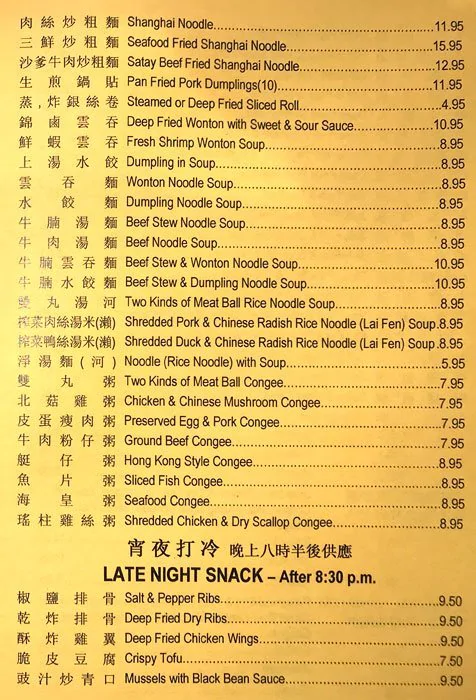 肉絲炒粗麵 Shanghai Noodle 11.95
三鮮炒粗麵 Seafood Fried Shanghai Noodle 15.95
沙爹牛肉炒粗麵 Satay Beef Fried Shanghai Noodle 12.95
生煎鍋貼 Pan Fried Pork Dumplings(10) 11.95
蒸,炸銀絲卷 Steamed or Deep Fried Sliced Roll 4.95
錦鹵雲吞 Deep Fried Wonton with Sweet & Sour Sauce 10.95
鮮蝦雲吞 Fresh Shrimp Wonton Soup 8.95
上湯水餃 Dumpling in Soup 8.95
雲吞麵 Wonton Noodle Soup 8.95
水餃麵 Dumpling Noodle Soup 8.95
牛腩湯麵 Beef Stew Noodle Soup 8.95
牛肉湯麵 Beef Noodle Soup 8.95
牛腩雲吞麵 Beef Stew & Wonton Noodle Soup 10.95
牛腩水餃麵 Beef Stew & Dumpling Noodle Soup 10.95
雙丸湯河 Two Kinds of Meat Ball Rice Noodle Soup 8.95
搾菜肉絲湯米(瀨) Shredded Pork & Chinese Radish Rice Noodle (Lai Fen) Soup 8.95
搾菜鴨絲湯米(瀨) Shredded Duck & Chinese Radish Rice Noodle (Lai Fen) Soup 8.95
淨湯麵(河) Noodle (Rice Noodle) with Soup 5.95
雙丸粥 Two Kinds of Meat Ball Congee 7.95
北菇雞粥 Chicken & Chinese Mushroom Congee 7.95
皮蛋瘦肉粥 Preserved Egg & Pork Congee 7.95
牛肉粉仔粥 Ground Beef Congee 7.95
艇仔粥 Hong Kong Style Congee 8.95
魚片粥 Sliced Fish Congee 8.95
海皇粥 Seafood Congee 8.95
瑤柱雞絲粥 Shredded Chicken & Dry Scallop Congee 8.95
宵夜打冷 晚上八時半後供應
LATE NIGHT SNACK – After 8:30 p.m.
椒鹽排骨 Salt & Pepper Ribs 9.50
乾炸排骨 Deep Fried Dry Ribs 9.50
酥炸雞翼 Deep Fried Chicken Wings 9.50
脆皮豆腐 Crispy Tofu 7.50
豉汁炒青口 Mussels with Black Bean Sauce 9.50